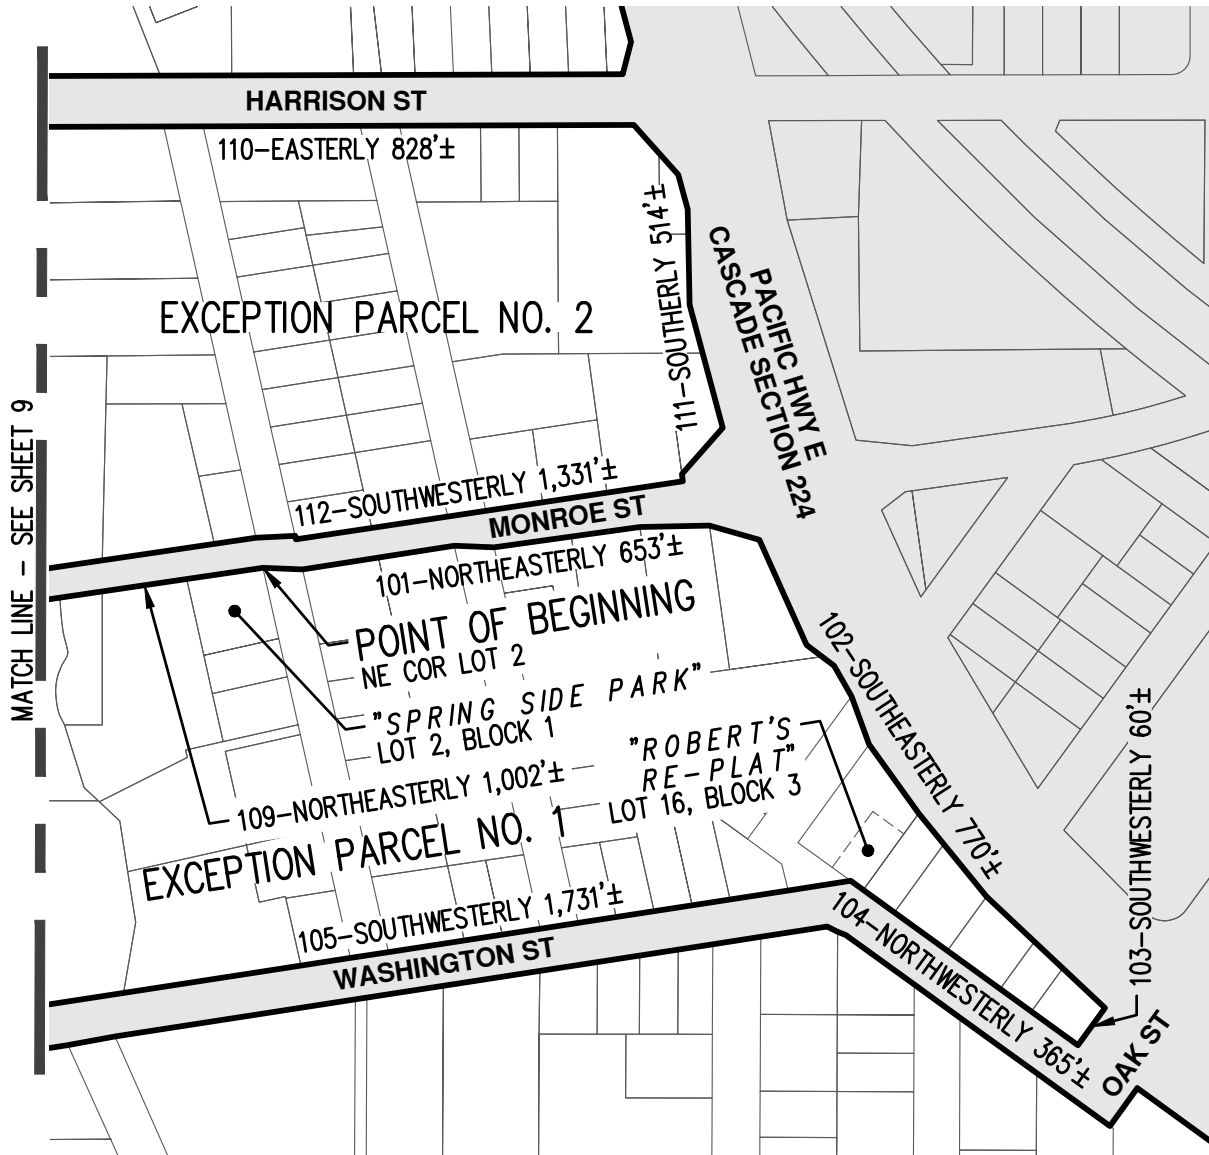 HARRISON ST
110-EASTERLY 828'±
111-SOUTHERLY 514'±
PACIFIC HWY E
CASCADE SECTION 224
EXCEPTION PARCEL NO. 2
MATCH LINE - SEE SHEET 9
112-SOUTHWESTERLY 1,331'±
MONROE ST
101-NORTHEASTERLY 653'±
POINT OF BEGINNING
NE COR LOT 2
"SPRING SIDE PARK"
LOT 2, BLOCK 1
102-SOUTHEASTERLY 770'±
103-SOUTHWESTERLY 60'±
"ROBERT'S
RE-PLAT"
LOT 16, BLOCK 3
109-NORTHEASTERLY 1,002'±
EXCEPTION PARCEL NO. 1
105-SOUTHWESTERLY 1,731'±
WASHINGTON ST
104-NORTHWESTERLY 365'±
OAK ST